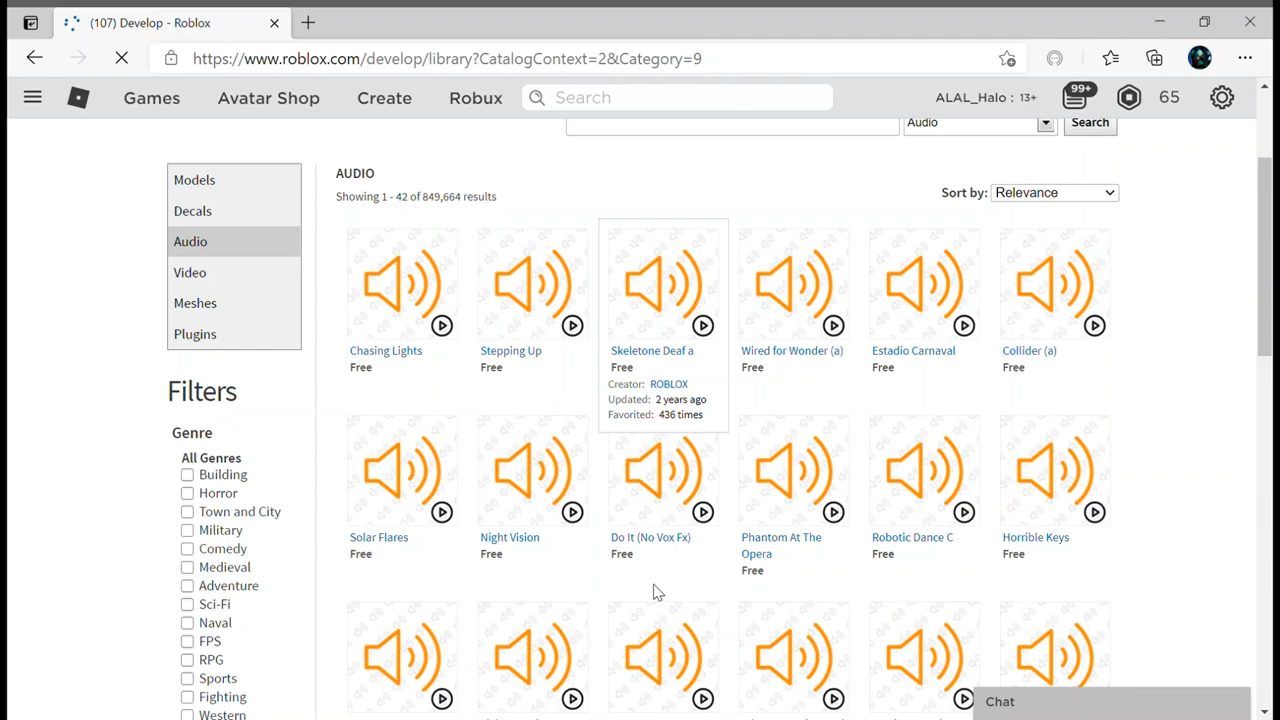 (107) Develop - Roblox
https://www.roblox.com/develop/library?CatalogContext=2&Category=9
Games Avatar Shop Create Robux Search ALAL_Halo : 13+ 99+ 65
Audio Search
Models
Decals
Audio
Video
Meshes
Plugins
Filters
Genre
All Genres
Building
Horror
Town and City
Military
Comedy
Medieval
Adventure
Sci-Fi
Naval
FPS
RPG
Sports
Fighting
Western
AUDIO
Showing 1 - 42 of 849,664 results
Sort by: Relevance
Chasing Lights
Free
Stepping Up
Free
Skeletone Deaf a
Free
Creator: ROBLOX
Updated: 2 years ago
Favorited: 436 times
Wired for Wonder (a)
Free
Estadio Carnaval
Free
Collider (a)
Free
Solar Flares
Free
Night Vision
Free
Do It (No Vox Fx)
Free
Phantom At The
Opera
Free
Robotic Dance C
Free
Horrible Keys
Free
Chat